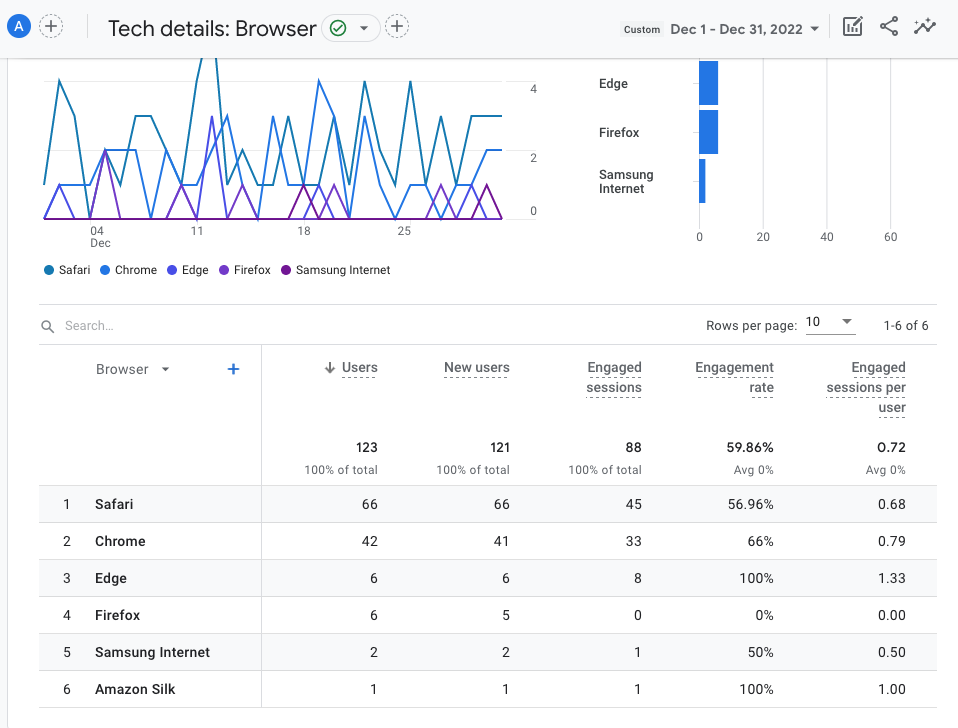 A
Tech details: Browser
Custom Dec 1 - Dec 31, 2022
4
2
0
04
Dec
11
18
25
Safari Chrome Edge Firefox Samsung Internet
Edge
Firefox
Samsung
Internet
0 20 40 60
Search...
Rows per page: 10 1-6 of 6
Browser + Users New users Engaged
sessions Engagement
rate Engaged
sessions per
user
123 121 88 59.86% 0.72
100% of total 100% of total 100% of total Avg 0% Avg 0%
1 Safari 66 66 45 56.96% 0.68
2 Chrome 42 41 33 66% 0.79
3 Edge 6 6 8 100% 1.33
4 Firefox 6 5 0 0% 0.00
5 Samsung Internet 2 2 1 50% 0.50
6 Amazon Silk 1 1 1 100% 1.00